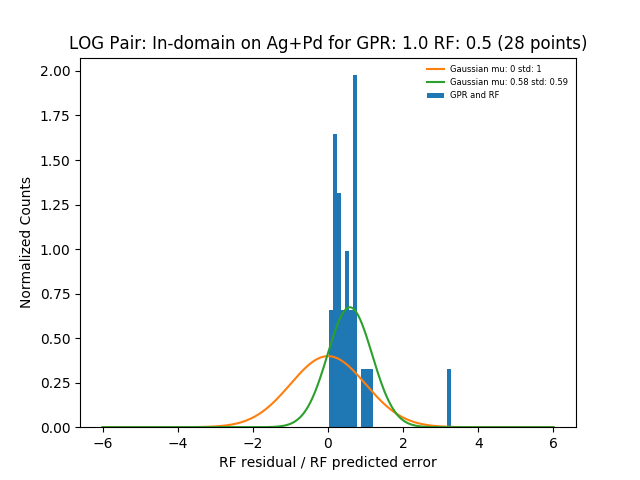 LOG Pair: In-domain on Ag+Pd for GPR: 1.0 RF: 0.5 (28 points)
Gaussian mu: 0 std: 1
Gaussian mu: 0.58 std: 0.59
GPR and RF
Normalized Counts
2.00
1.75
1.50
1.25
1.00
0.75
0.50
0.25
0.00
−6 −4 −2 0 2 4 6
RF residual / RF predicted error